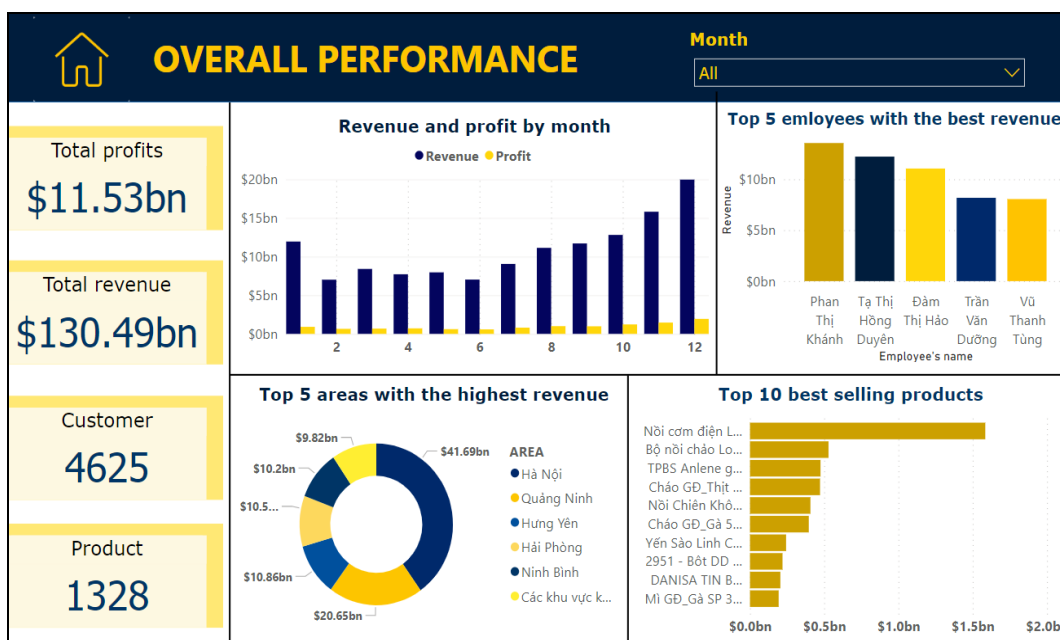 OVERALL PERFORMANCE
Month
All
Total profits
$11.53bn
Total revenue
$130.49bn
Customer
4625
Product
1328
Revenue and profit by month
Revenue Profit
$20bn
$15bn
$10bn
$5bn
$0bn
2 4 6 8 10 12
Top 5 emloyees with the best revenue
Revenue
$10bn
$5bn
$0bn
Phan Thị Khánh
Tạ Thị Hồng Duyên
Đàm Thị Hảo
Trần Văn Dưỡng
Vũ Thanh Tùng
Employee's name
Top 5 areas with the highest revenue
$9.82bn
$10.2bn
$10.5...
$10.86bn
$20.65bn
$41.69bn
AREA
Hà Nội
Quảng Ninh
Hưng Yên
Hải Phòng
Ninh Bình
Các khu vực k...
Top 10 best selling products
Nồi cơm điện L...
Bộ nồi chảo Lo...
TPBS Anlene g...
Cháo GĐ_Thịt ...
Nồi Chiên Khô...
Cháo GĐ_Gà 5...
Yến Sào Linh C...
2951 - Bôt DD ...
DANISA TIN B...
Mì GĐ_Gà SP 3...
$0.0bn $0.5bn $1.0bn $1.5bn $2.0b